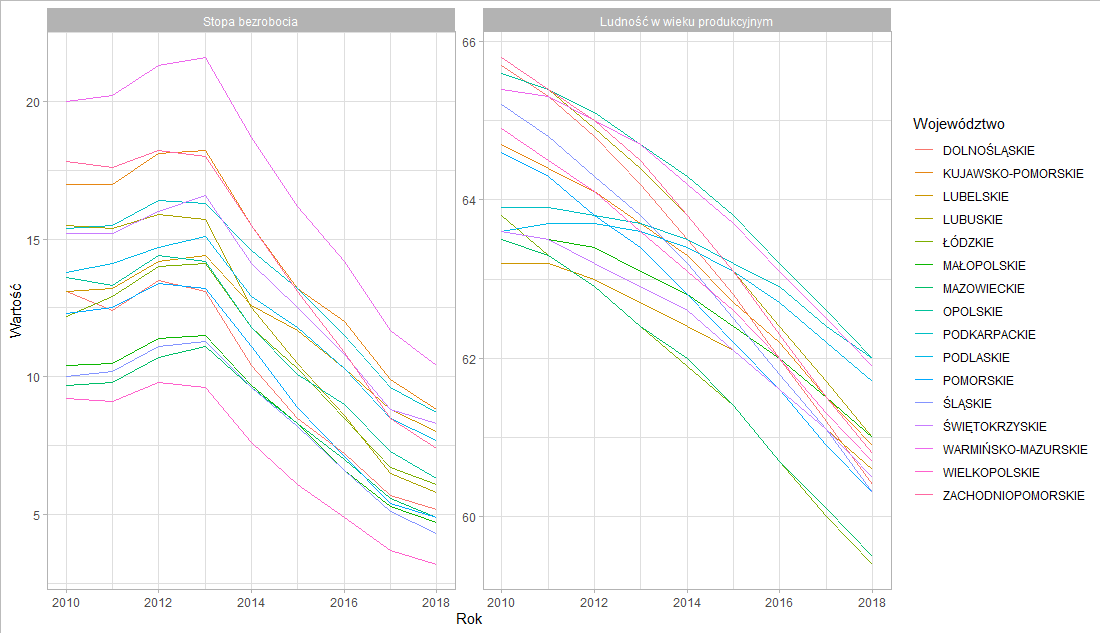 Stopa bezrobocia
Ludność w wieku produkcyjnym
Wartość
20
15
10
5
66
64
62
60
2010 2012 2014 2016 2018
2010 2012 2014 2016 2018
Rok
Województwo
DOLNOŚLĄSKIE
KUJAWSKO-POMORSKIE
LUBELSKIE
LUBUSKIE
ŁÓDZKIE
MAŁOPOLSKIE
MAZOWIECKIE
OPOLSKIE
PODKARPACKIE
PODLASKIE
POMORSKIE
ŚLĄSKIE
ŚWIĘTOKRZYSKIE
WARMIŃSKO-MAZURSKIE
WIELKOPOLSKIE
ZACHODNIOPOMORSKIE